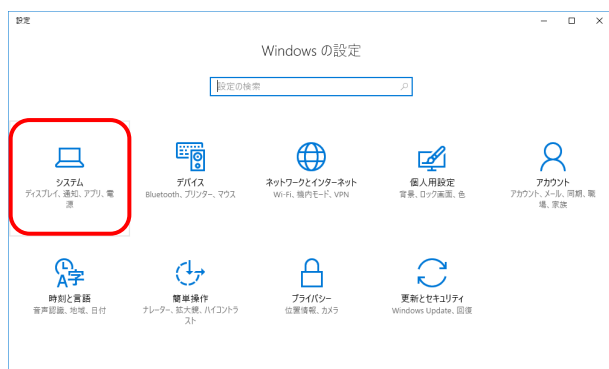 設定
Windows の設定
設定の検索
システム
ディスプレイ、通知、アプリ、電
源
デバイス
Bluetooth、プリンター、マウス
ネットワークとインターネット
Wi-Fi、機内モード、VPN
個人用設定
背景、ロック画面、色
アカウント
アカウント、メール、同期、職
場、家族
時刻と言語
音声認識、地域、日付
簡単操作
ナレーター、拡大鏡、ハイコントラ
スト
プライバシー
位置情報、カメラ
更新とセキュリティ
Windows Update、回復